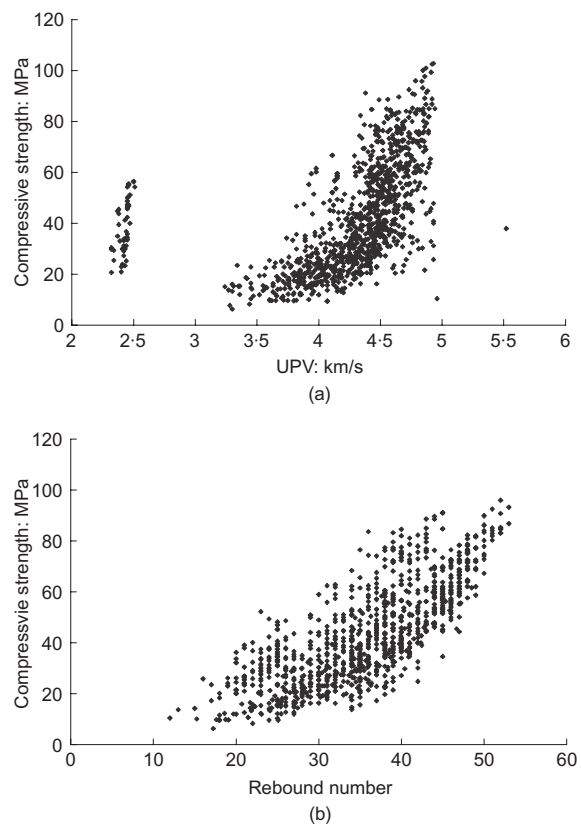 120
100
80
60
40
20
0
Compressive strength: MPa
2 2·5 3 3·5 4 4·5 5 5·5 6
UPV: km/s
(a)
120
100
80
60
40
20
0
Compressvie strength: MPa
0 10 20 30 40 50 60
Rebound number
(b)